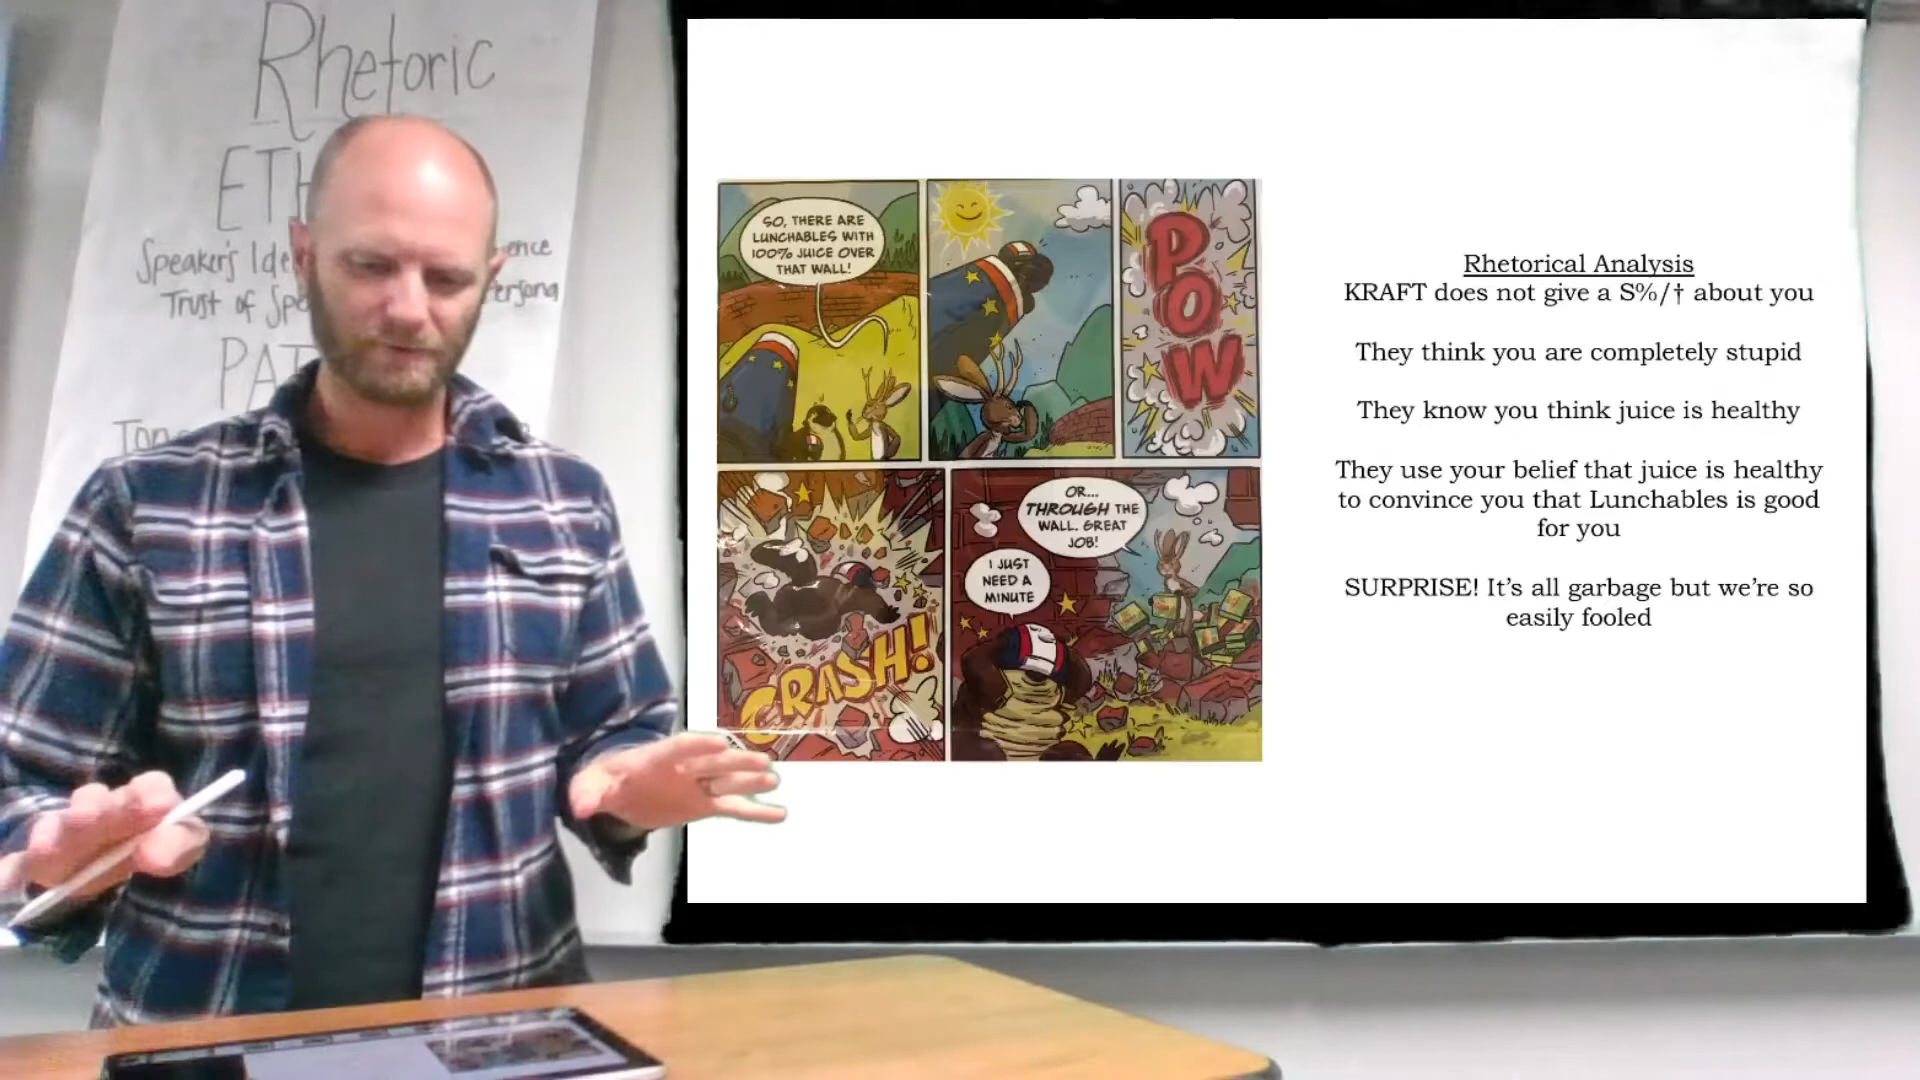 Rhetoric
ETH
Speaker's Ide
ence
Trust of Spe
ersona
PAT
Ton
SO, THERE ARE
LUNCHABLES WITH
100% JUICE OVER
THAT WALL!
POW
CRASH!
OR...
THROUGH THE
WALL. GREAT
JOB!
I JUST
NEED A
MINUTE
Rhetorical Analysis
KRAFT does not give a S%/† about you
They think you are completely stupid
They know you think juice is healthy
They use your belief that juice is healthy
to convince you that Lunchables is good
for you
SURPRISE! It's all garbage but we're so
easily fooled